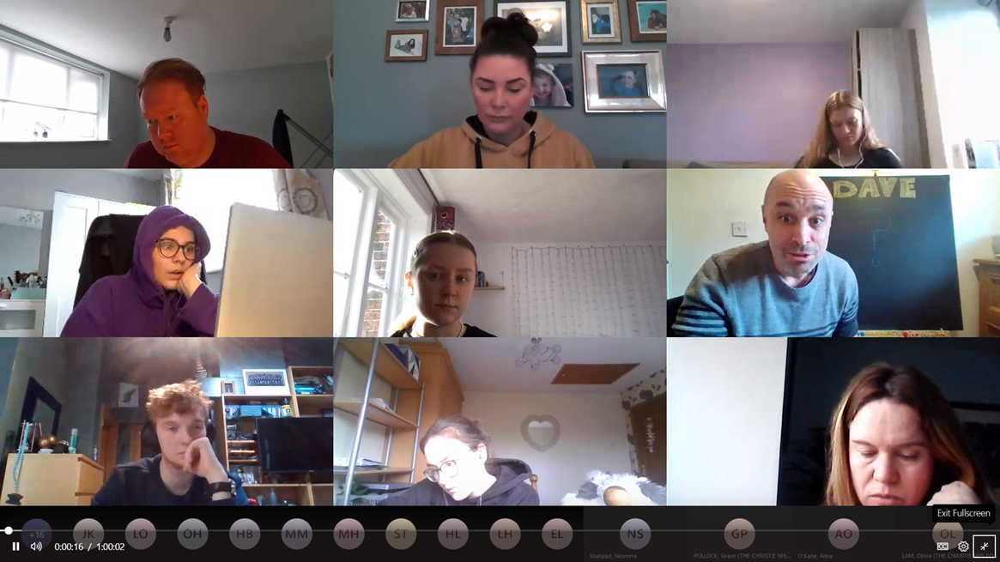 DAVE
Exit Fullscreen
+16
JK
LO
OH
HB
MM
MH
ST
HL
LH
EL
NS
GP
AO
OL
Shahzad, Noveera
POLLOCK, Grace (THE CHRISTIE NH...
O'Kane, Anna
LAM, Olivia (THE CHRISTIE
0:00:16 / 1:00:02